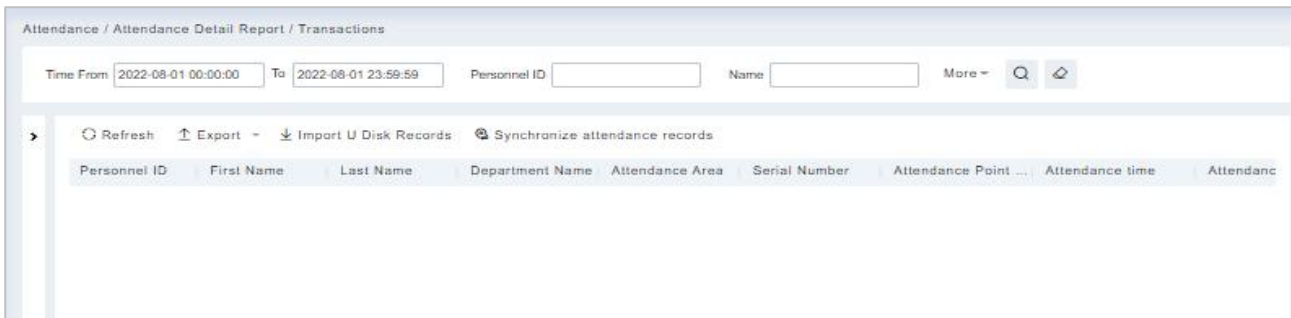 Attendance / Attendance Detail Report / Transactions
Time From 2022-08-01 00:00:00 To 2022-08-01 23:59:59 Personnel ID Name More
Refresh Export Import U Disk Records Synchronize attendance records
Personnel ID First Name Last Name Department Name Attendance Area Serial Number Attendance Point ... Attendance time Attendanc